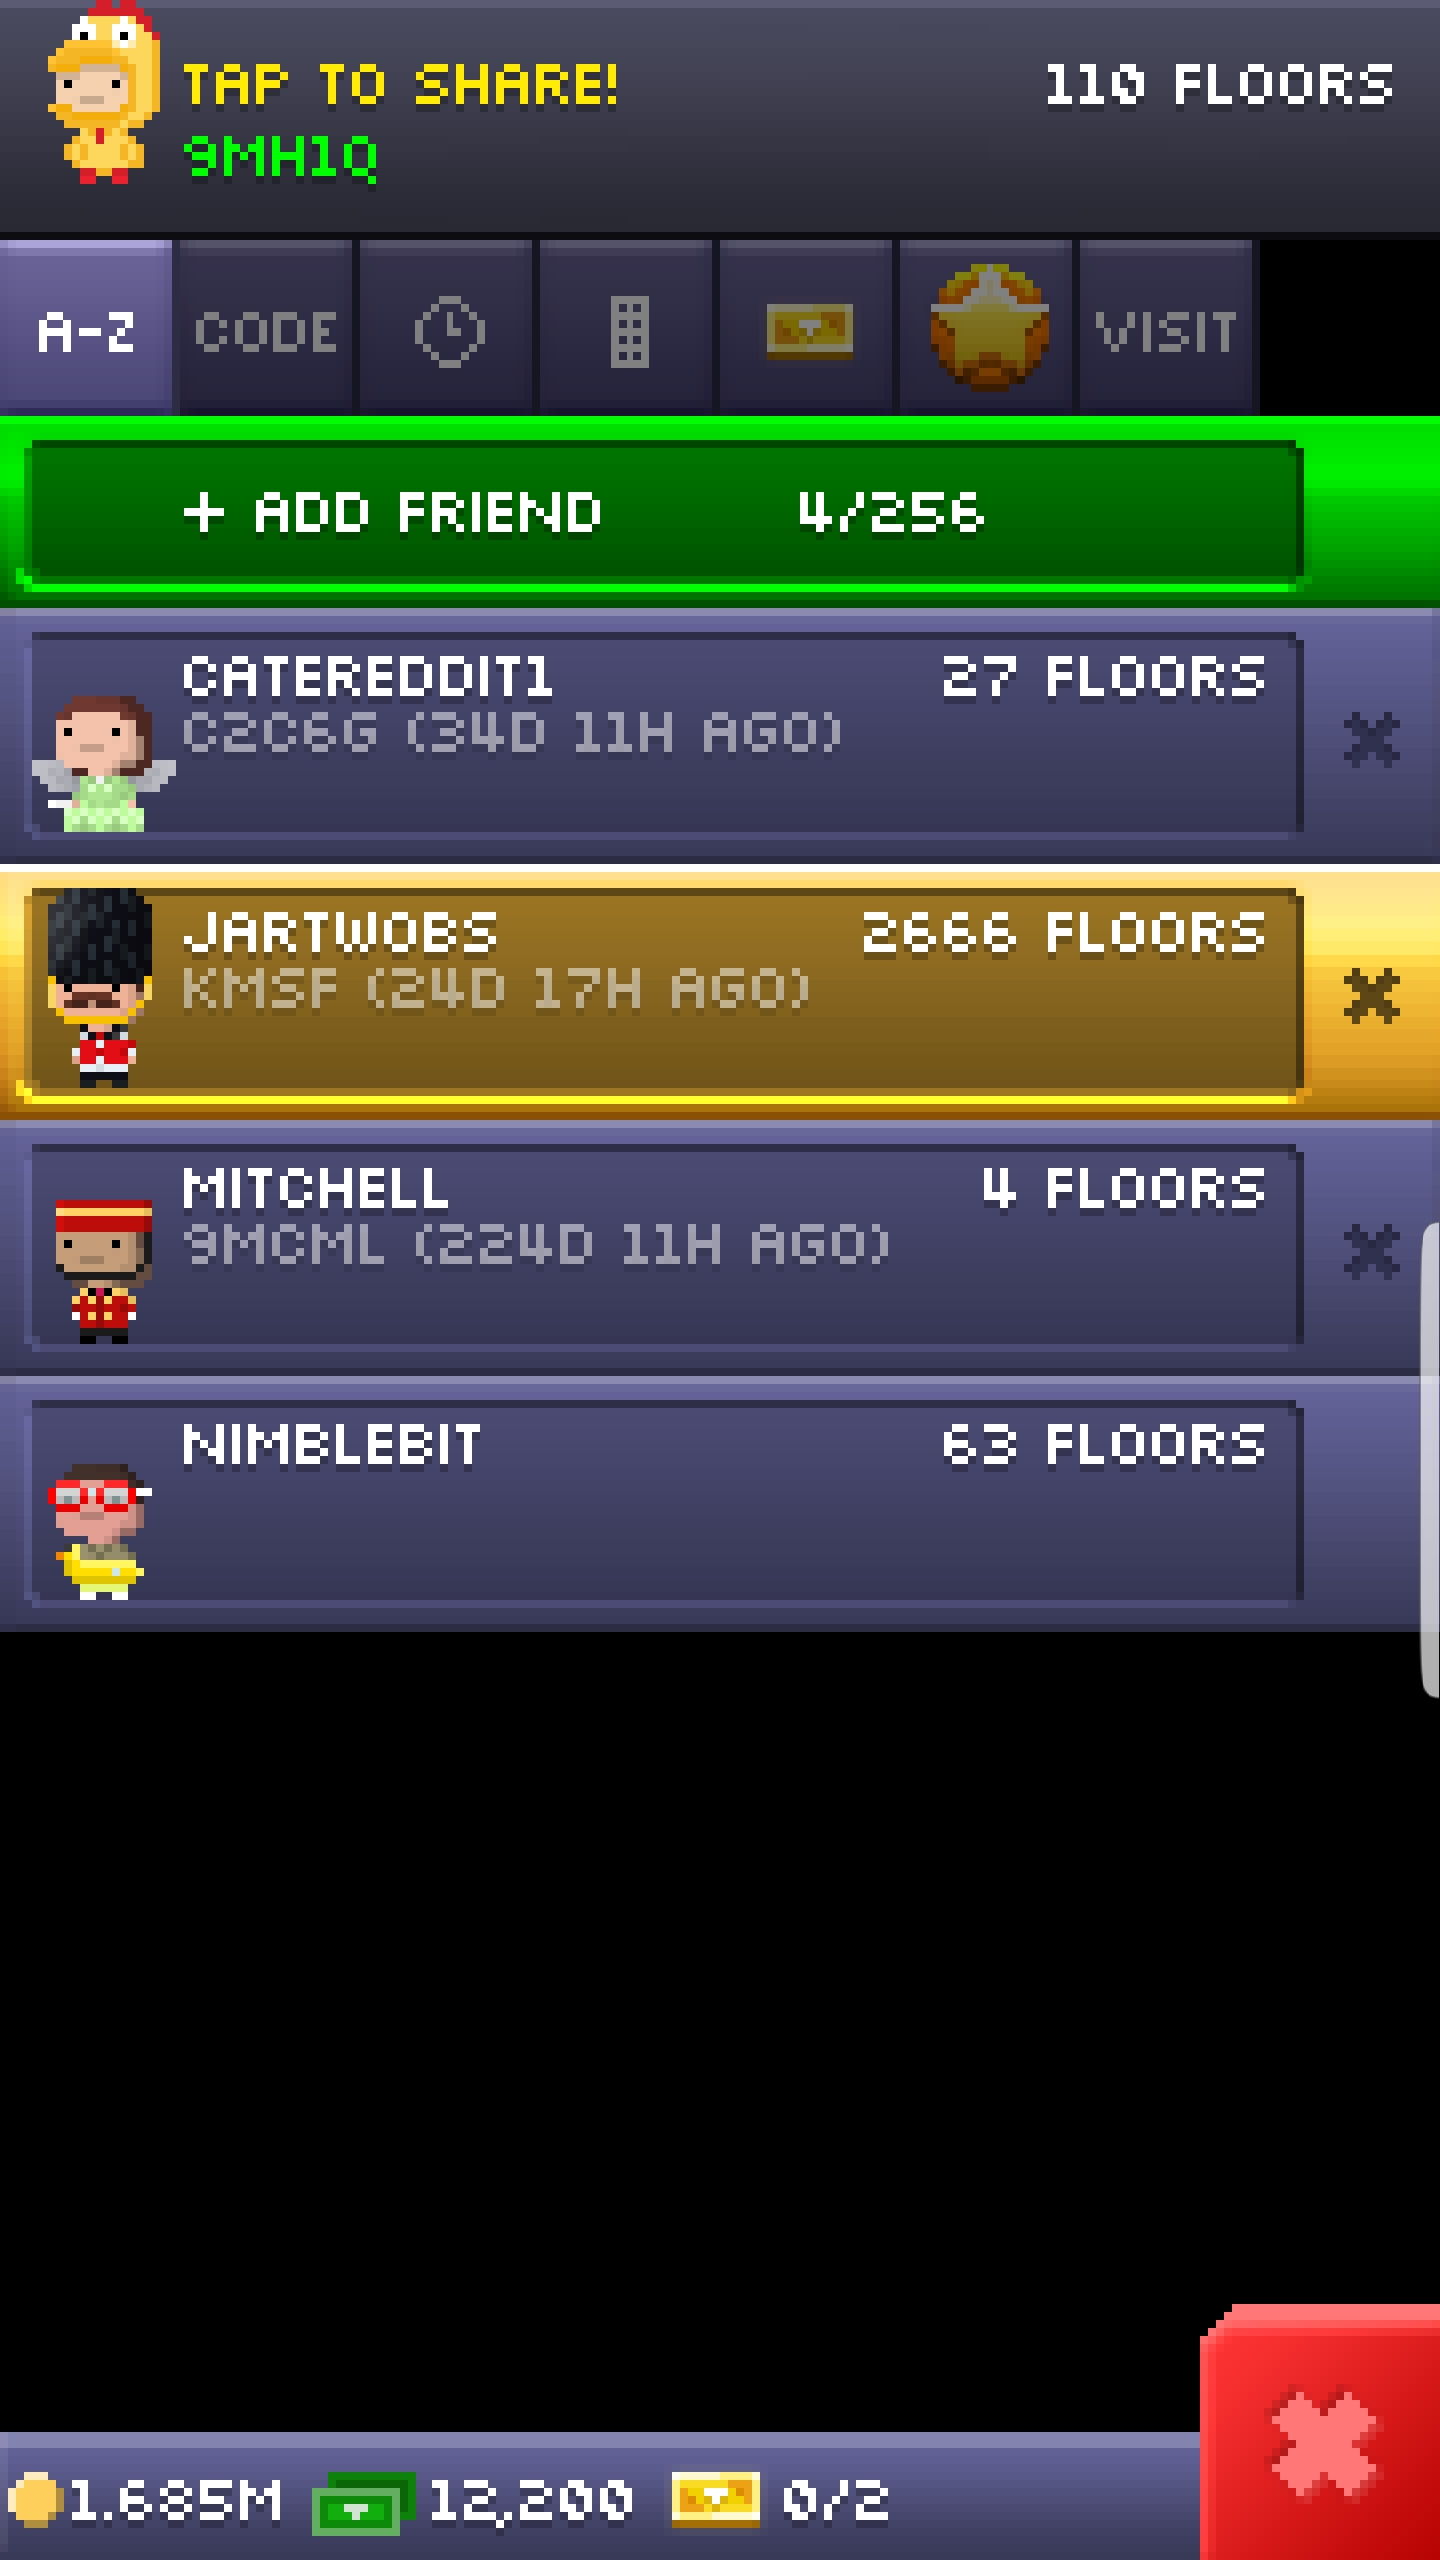 TAP TO SHARE!
110 FLOORS
9MH1Q
A-Z
CODE
VISIT
+ ADD FRIEND 4/256
CATEREDDIT1 27 FLOORS
C2C6G (34D 11H AGO)
JARTWOBS 2666 FLOORS
KMSF (24D 17H AGO)
MITCHELL 4 FLOORS
9MCML (224D 11H AGO)
NIMBLEBIT 63 FLOORS
1.685M 12,200 0/2